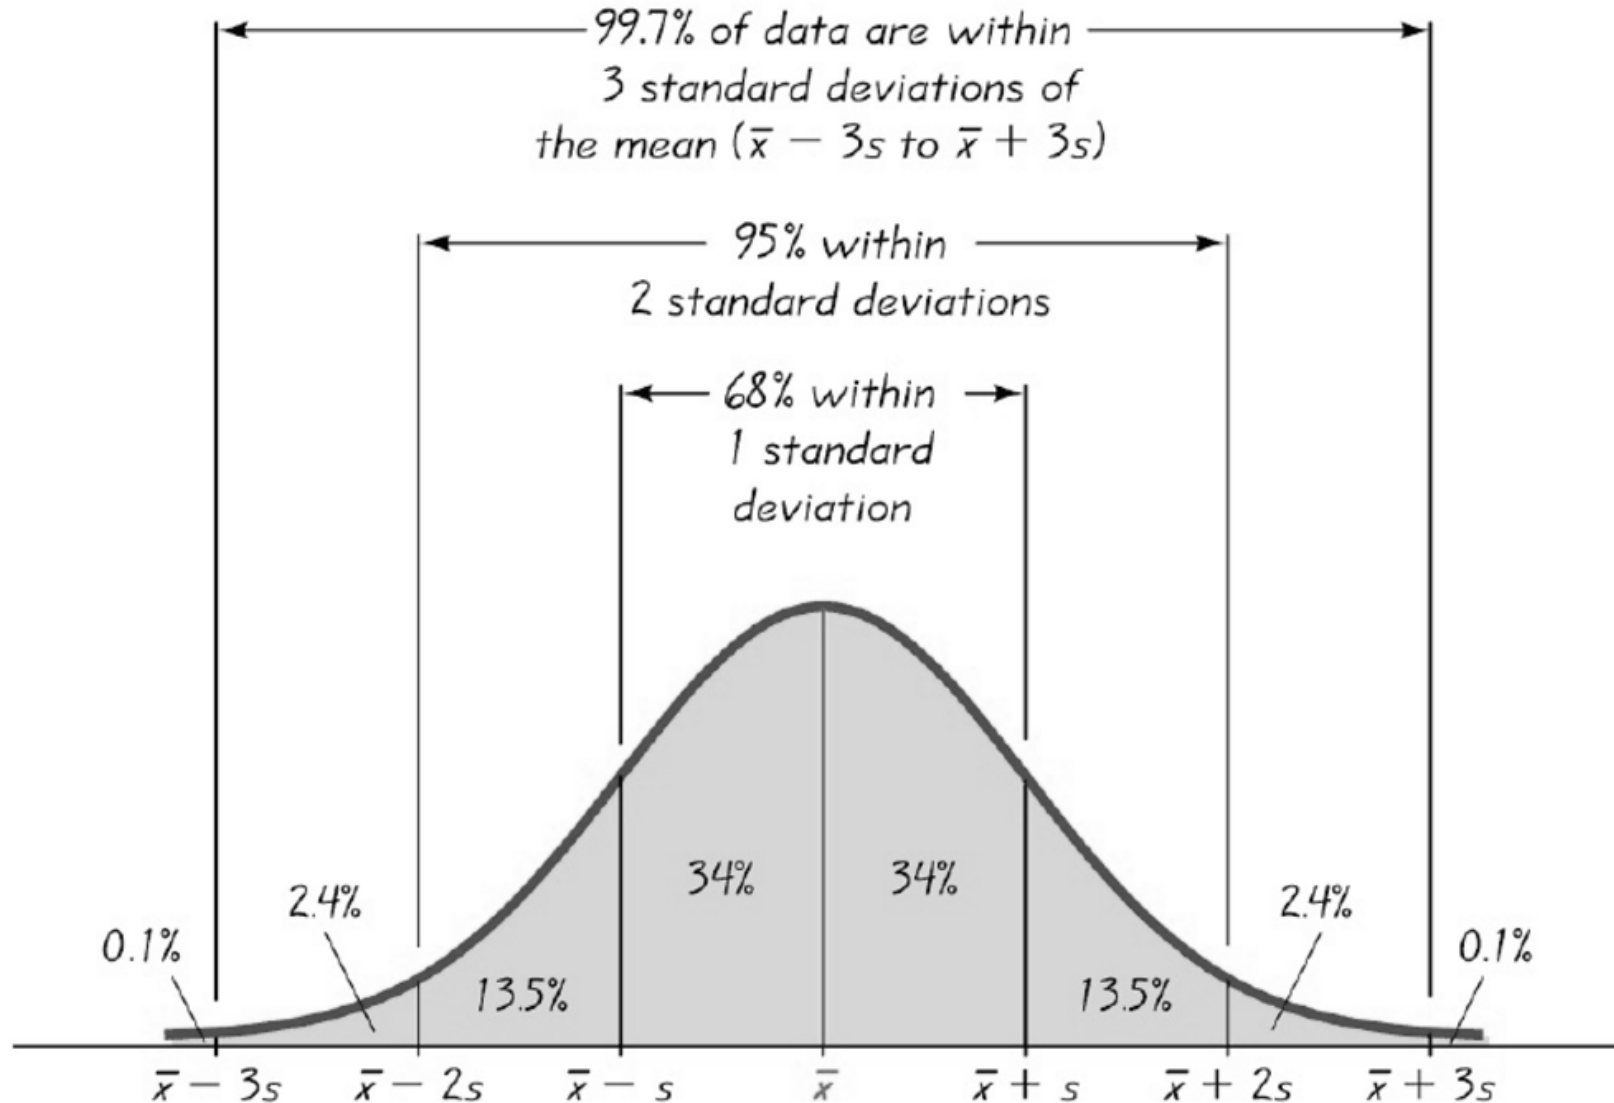 99.7% of data are within
3 standard deviations of
the mean (x̅ − 3s to x̅ + 3s)
95% within
2 standard deviations
68% within
1 standard
deviation
34%
34%
2.4%
2.4%
0.1%
0.1%
13.5%
13.5%
x̅ − 3s
x̅ − 2s
x̅ − s
x̅
x̅ + s
x̅ + 2s
x̅ + 3s